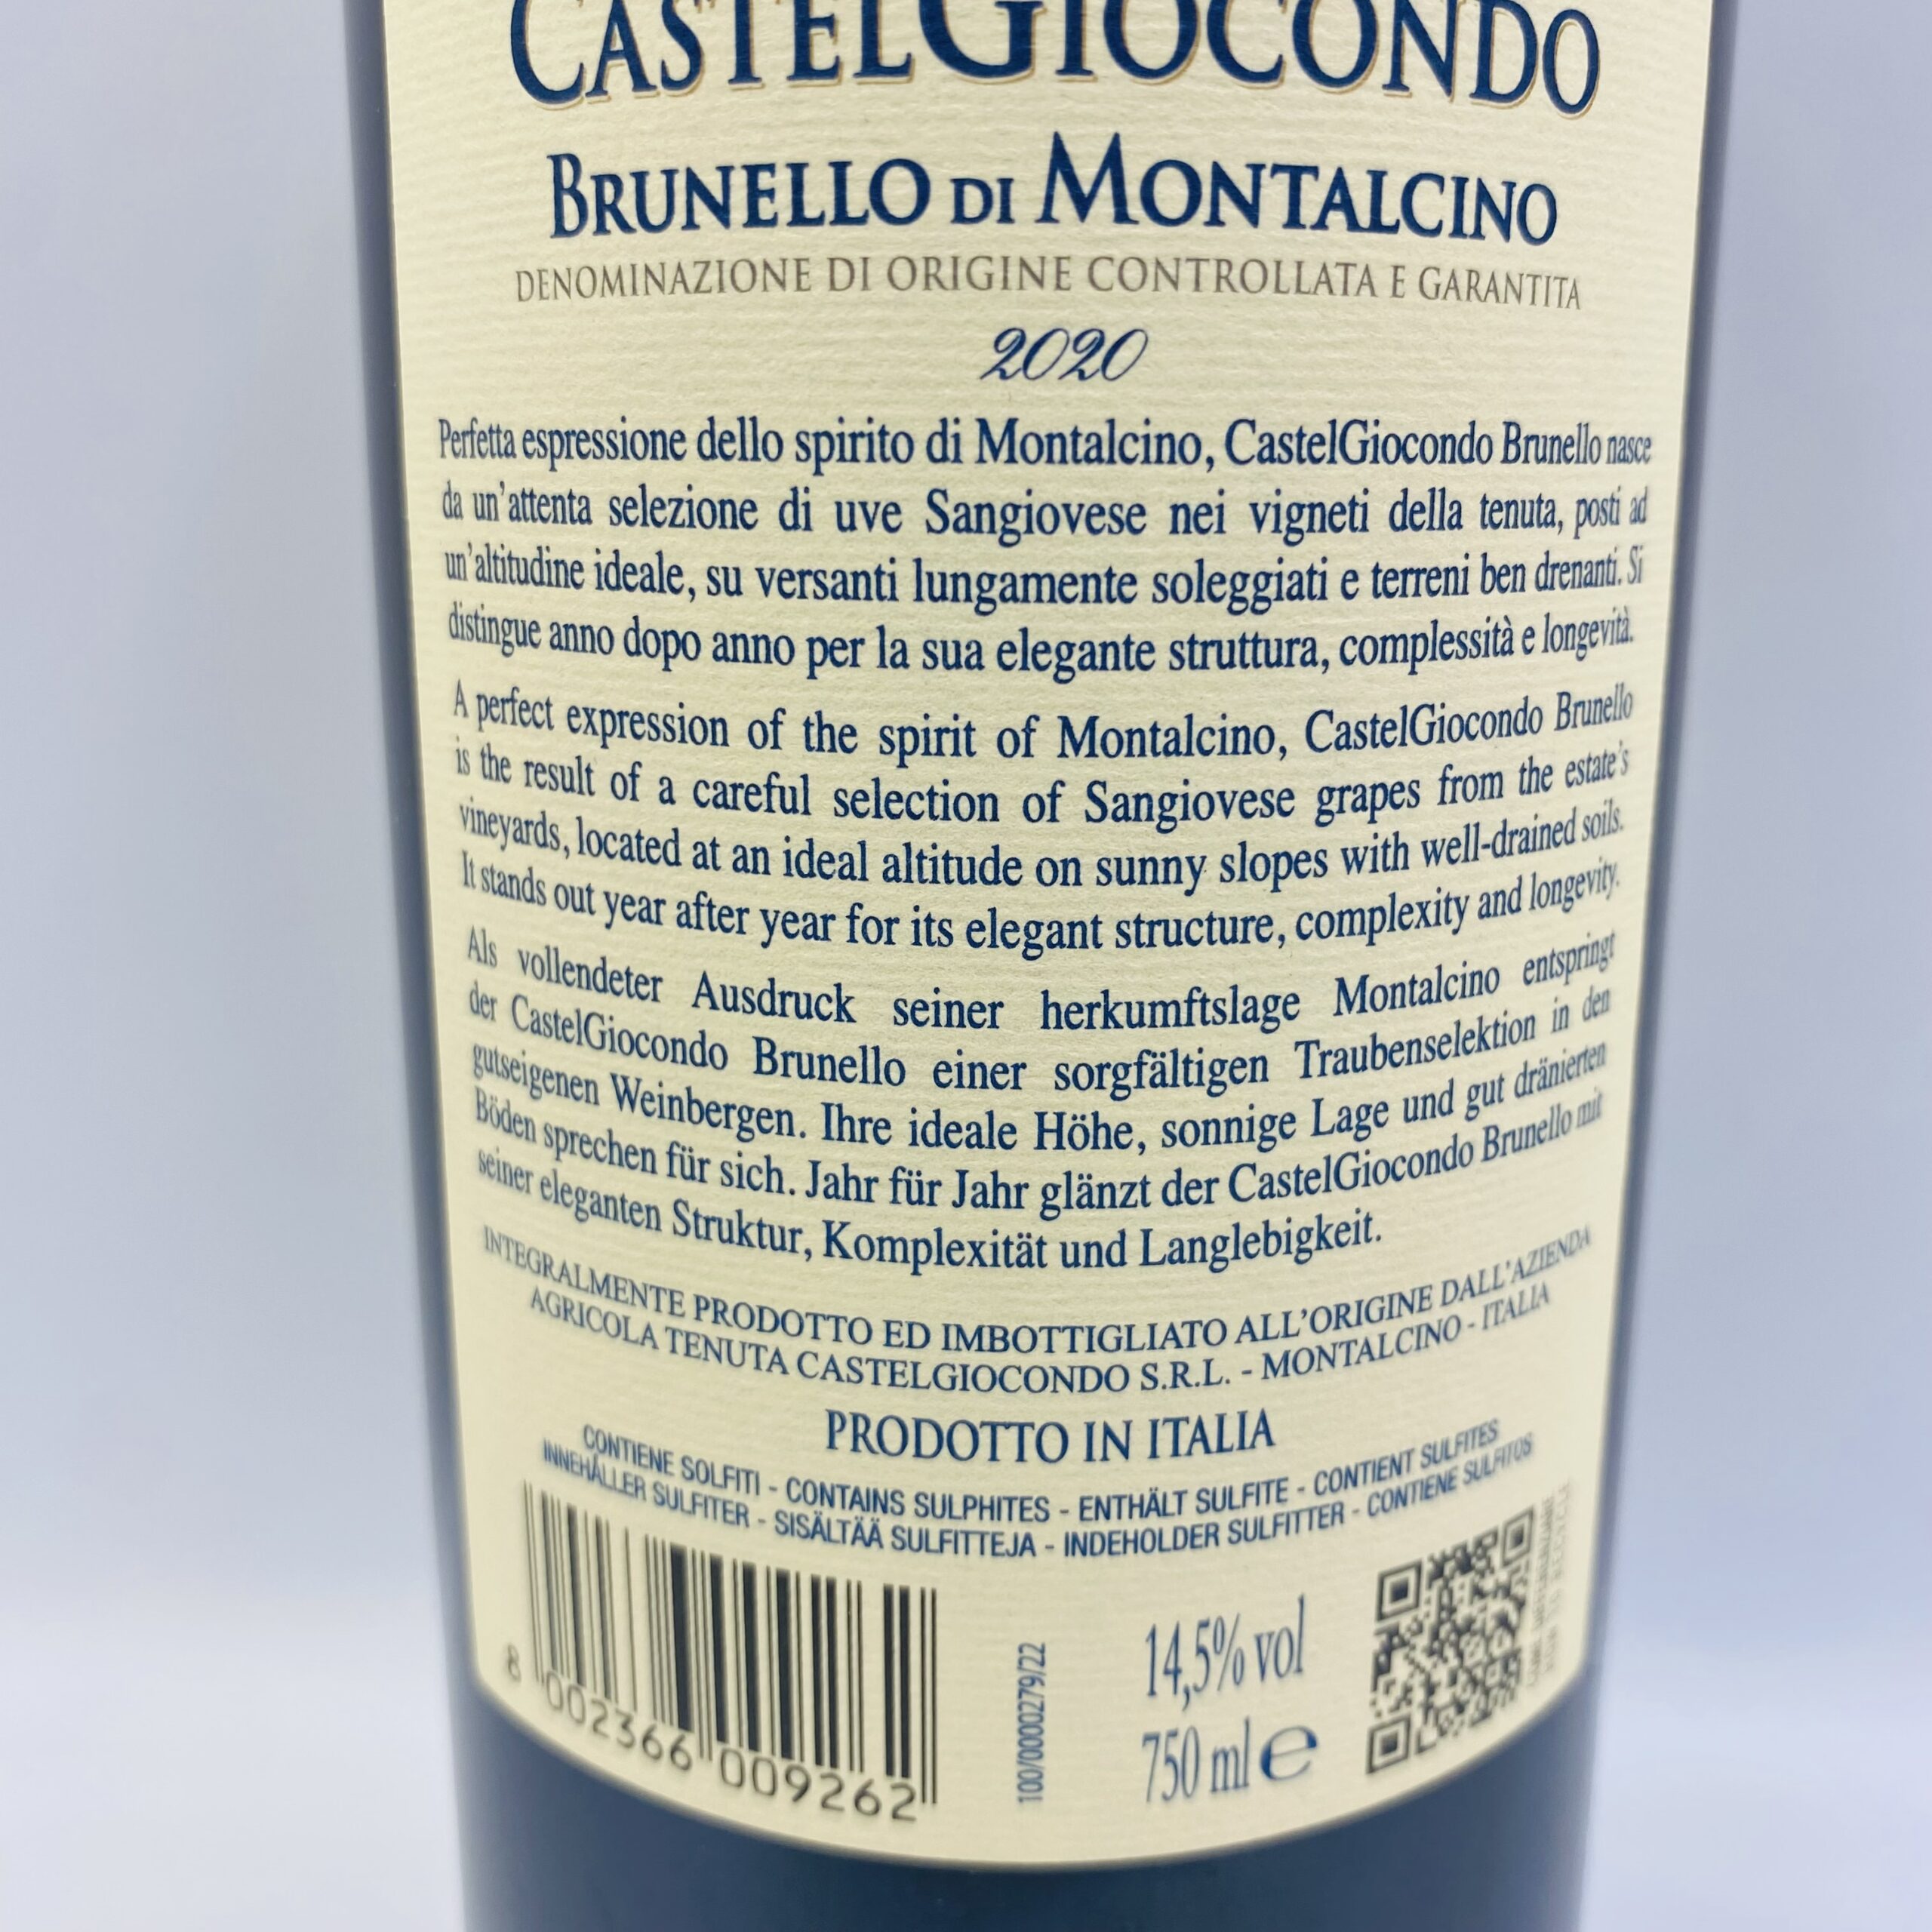 CASTELGIOCONDO
BRUNELLO DI MONTALCINO
DENOMINAZIONE DI ORIGINE CONTROLLATA E GARANTITA
2020
Perfetta espressione dello spirito di Montalcino, CastelGiocondo Brunello nasce
da un'attenta selezione di uve Sangiovese nei vigneti della tenuta, posti ad
un'altitudine ideale, su versanti lungamente soleggiati e terreni ben drenanti. Si
distingue anno dopo anno per la sua elegante struttura, complessità e longevità.
A perfect expression of the spirit of Montalcino, CastelGiocondo Brunello
is the result of a careful selection of Sangiovese grapes from the estate's
vineyards, located at an ideal altitude on sunny slopes with well-drained soils.
It stands out year after year for its elegant structure, complexity and longevity.
Als vollendeter Ausdruck seiner herkumftslage Montalcino entspringt
der CastelGiocondo Brunello einer sorgfältigen Traubenselektion in den
gutseigenen Weinbergen. Ihre ideale Höhe, sonnige Lage und gut dränierten
Böden sprechen für sich. Jahr für Jahr glänzt der CastelGiocondo Brunello mit
seiner eleganten Struktur, Komplexität und Langlebigkeit.
INTEGRALMENTE PRODOTTO ED IMBOTTIGLIATO ALL'ORIGINE DALL'AZIENDA
AGRICOLA TENUTA CASTELGIOCONDO S.R.L. - MONTALCINO - ITALIA
PRODOTTO IN ITALIA
CONTIENE SOLFITI - CONTAINS SULPHITES - ENTHÄLT SULFITE - CONTIENT SULFITES
INNEHÅLLER SULFITER - SISÄLTÄÄ SULFITTEJA - INDEHOLDER SULFITTER - CONTIENE SULFITOS
8 002366 009262
100/0000279/22
14,5% vol
750 ml e